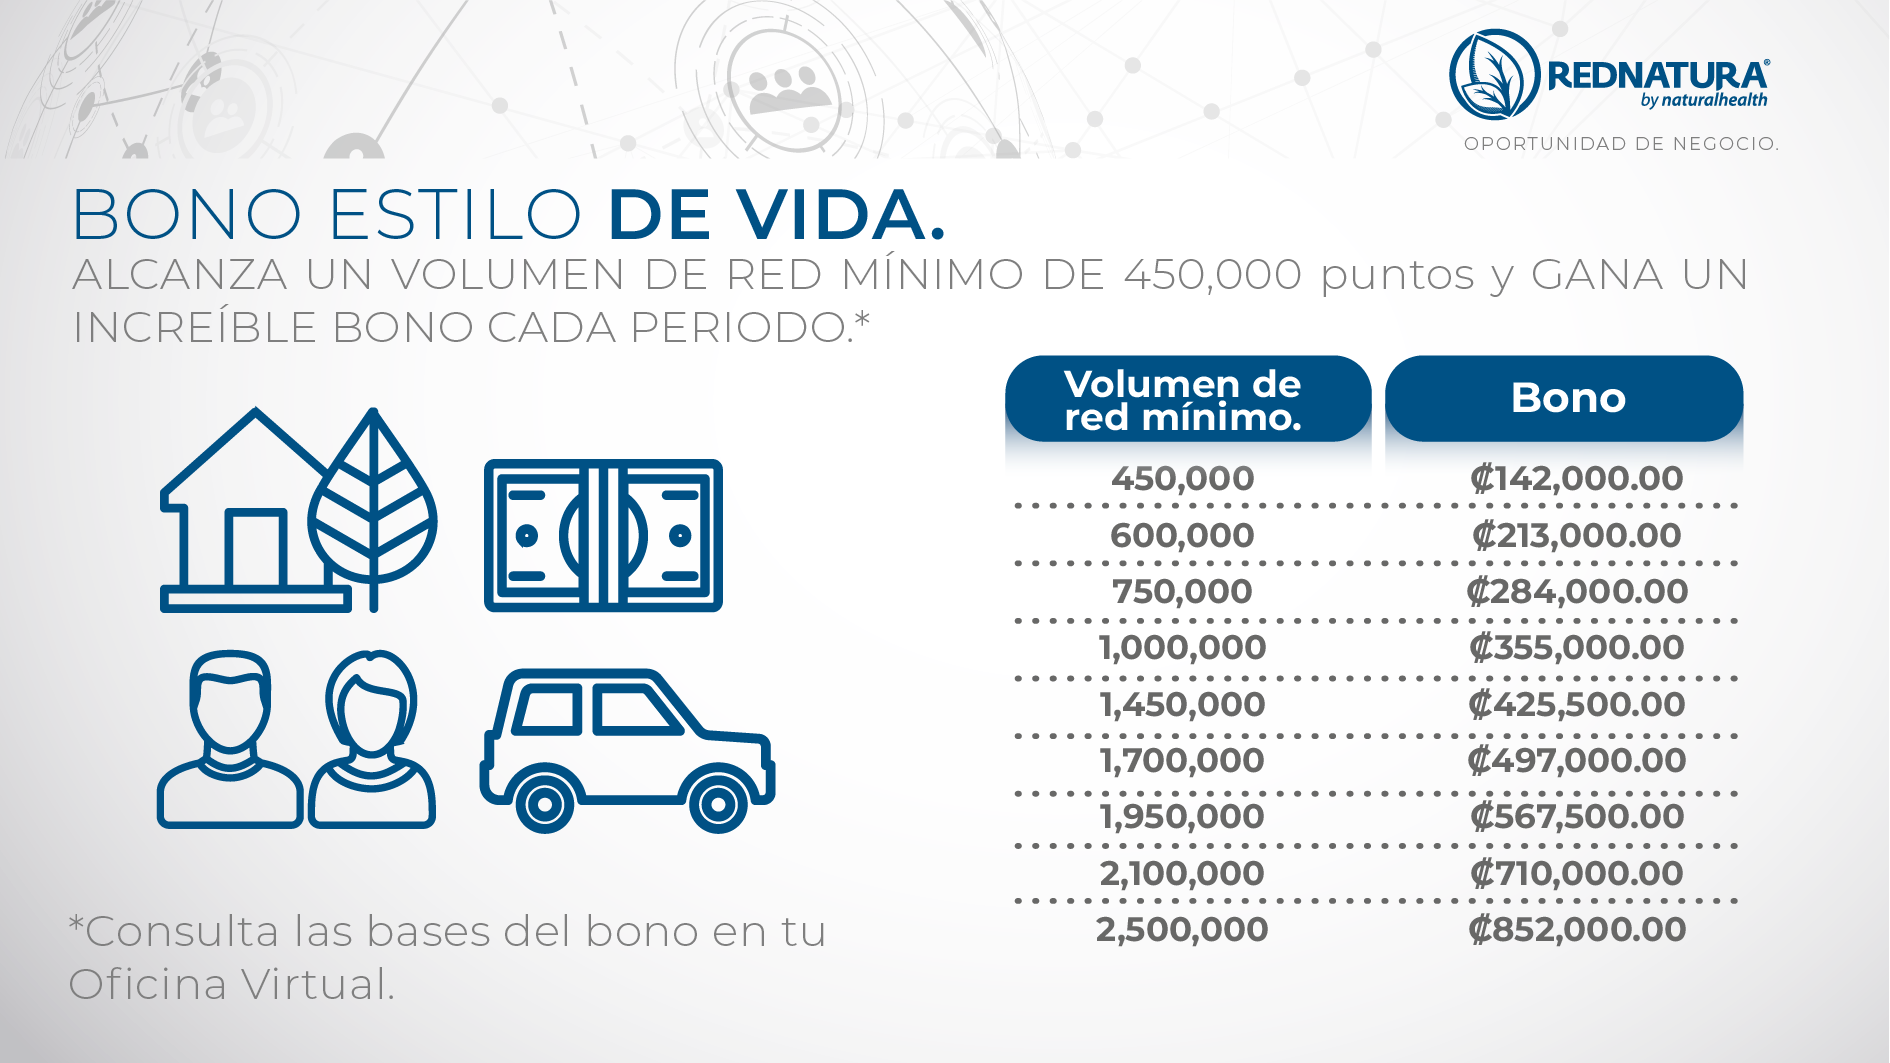 REDNATURA®
by naturalhealth
OPORTUNIDAD DE NEGOCIO.
BONO ESTILO DE VIDA.
ALCANZA UN VOLUMEN DE RED MÍNIMO DE 450,000 puntos y GANA UN
INCREÍBLE BONO CADA PERIODO.*
Volumen de
red mínimo.
Bono
450,000 ₡142,000.00
600,000 ₡213,000.00
750,000 ₡284,000.00
1,000,000 ₡355,000.00
1,450,000 ₡425,500.00
1,700,000 ₡497,000.00
1,950,000 ₡567,500.00
2,100,000 ₡710,000.00
2,500,000 ₡852,000.00
*Consulta las bases del bono en tu
Oficina Virtual.